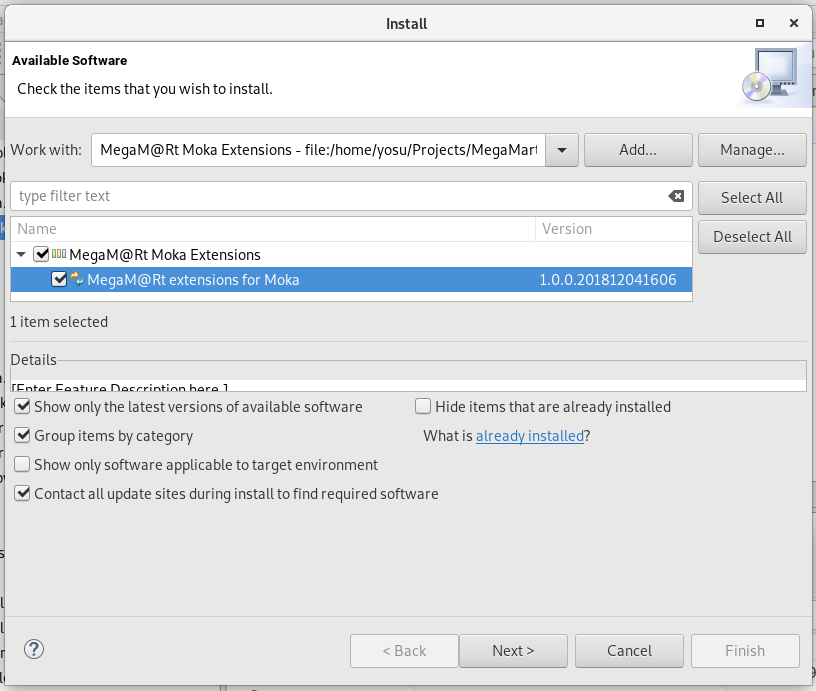 Install
Available Software
Check the items that you wish to install.
Work with: MegaM@Rt Moka Extensions - file:/home/yosu/Projects/MegaMart Add... Manage...
type filter text Select All
Name Version Deselect All
MegaM@Rt Moka Extensions
MegaM@Rt extensions for Moka 1.0.0.201812041606
1 item selected
Details
[Enter Feature Description here.]
Show only the latest versions of available software Hide items that are already installed
Group items by category What is already installed?
Show only software applicable to target environment
Contact all update sites during install to find required software
? < Back Next > Cancel Finish